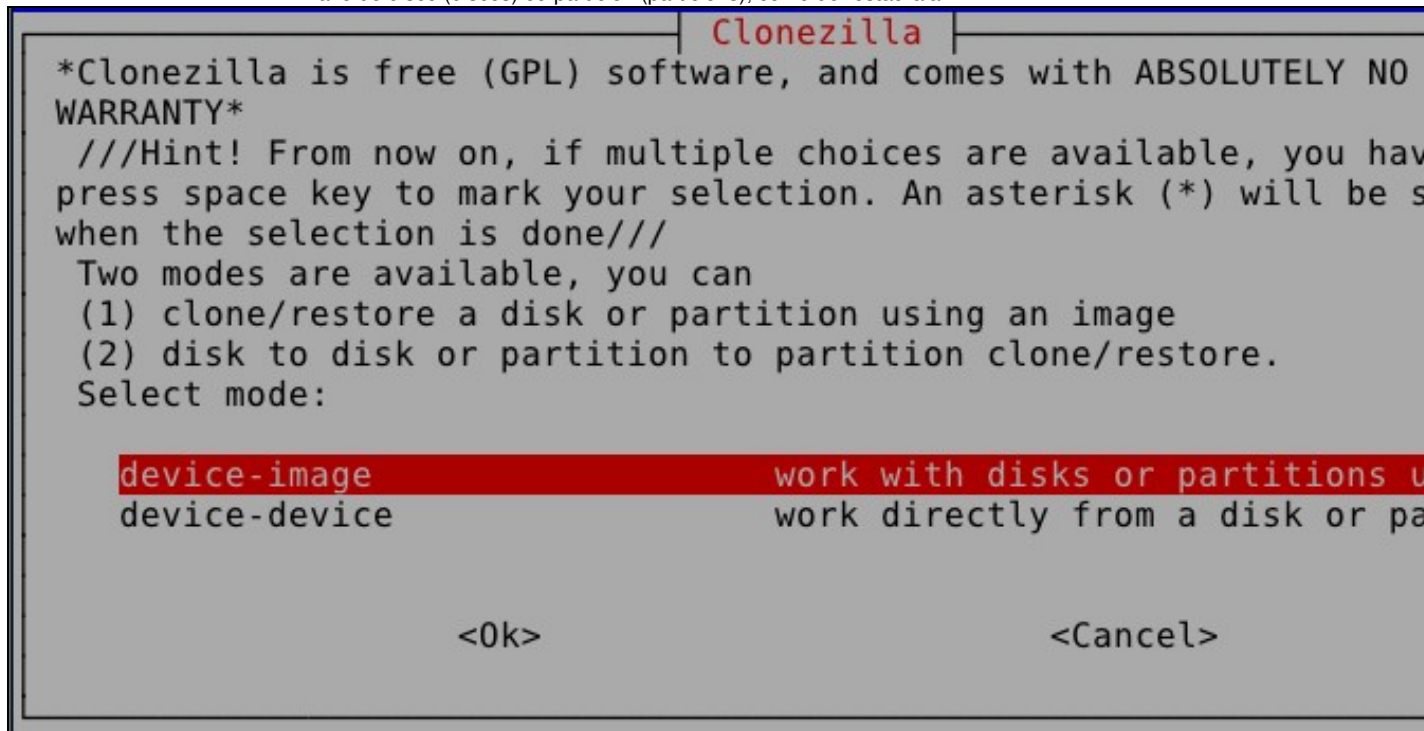 Clonezilla
*Clonezilla is free (GPL) software, and comes with ABSOLUTELY NO
WARRANTY*
///Hint! From now on, if multiple choices are available, you hav
press space key to mark your selection. An asterisk (*) will be s
when the selection is done///
Two modes are available, you can
(1) clone/restore a disk or partition using an image
(2) disk to disk or partition to partition clone/restore.
Select mode:
device-image work with disks or partitions u
device-device work directly from a disk or pa
<Ok> <Cancel>